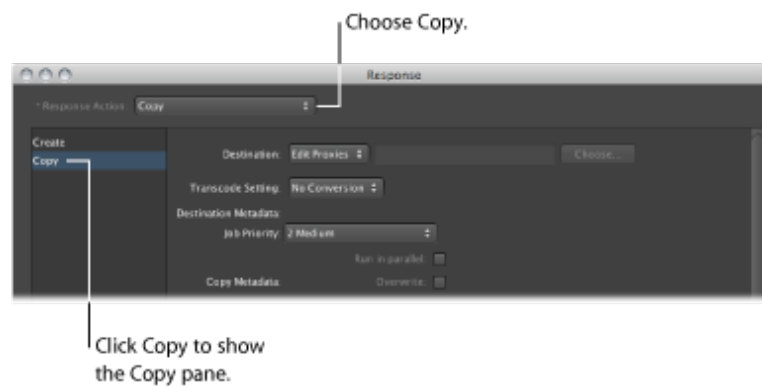 Choose Copy.
Response
* Response Action: Copy
Create
Copy
Destination: Edit Proxies Choose...
Transcode Setting: No Conversion
Destination Metadata:
Job Priority: 2 Medium
Run in parallel:
Copy Metadata: Overwrite:
Click Copy to show
the Copy pane.